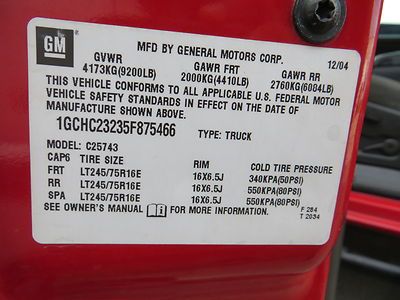 GM
MFD BY GENERAL MOTORS CORP. 12/04
GVWR GAWR FRT GAWR RR
4173KG(9200LB) 2000KG(4410LB) 2760KG(6084LB)
THIS VEHICLE CONFORMS TO ALL APPLICABLE U.S. FEDERAL MOTOR
VEHICLE SAFETY STANDARDS IN EFFECT ON THE DATE OF
MANUFACTURE SHOWN ABOVE.
1GCHC23235F875466 TYPE: TRUCK
MODEL: C25743
CAP6 TIRE SIZE RIM COLD TIRE PRESSURE
FRT LT245/75R16E 16X6.5J 340KPA(50PSI)
RR LT245/75R16E 16X6.5J 550KPA(80PSI)
SPA LT245/75R16E 16X6.5J 550KPA(80PSI)
SEE OWNER'S MANUAL FOR MORE INFORMATION. F 284
T 2034